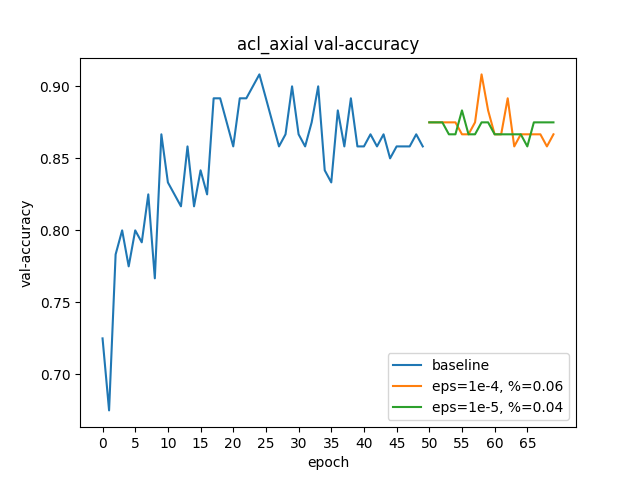 acl_axial val-accuracy
val-accuracy
0.90
0.85
0.80
0.75
0.70
baseline
eps=1e-4, %=0.06
eps=1e-5, %=0.04
0 5 10 15 20 25 30 35 40 45 50 55 60 65
epoch